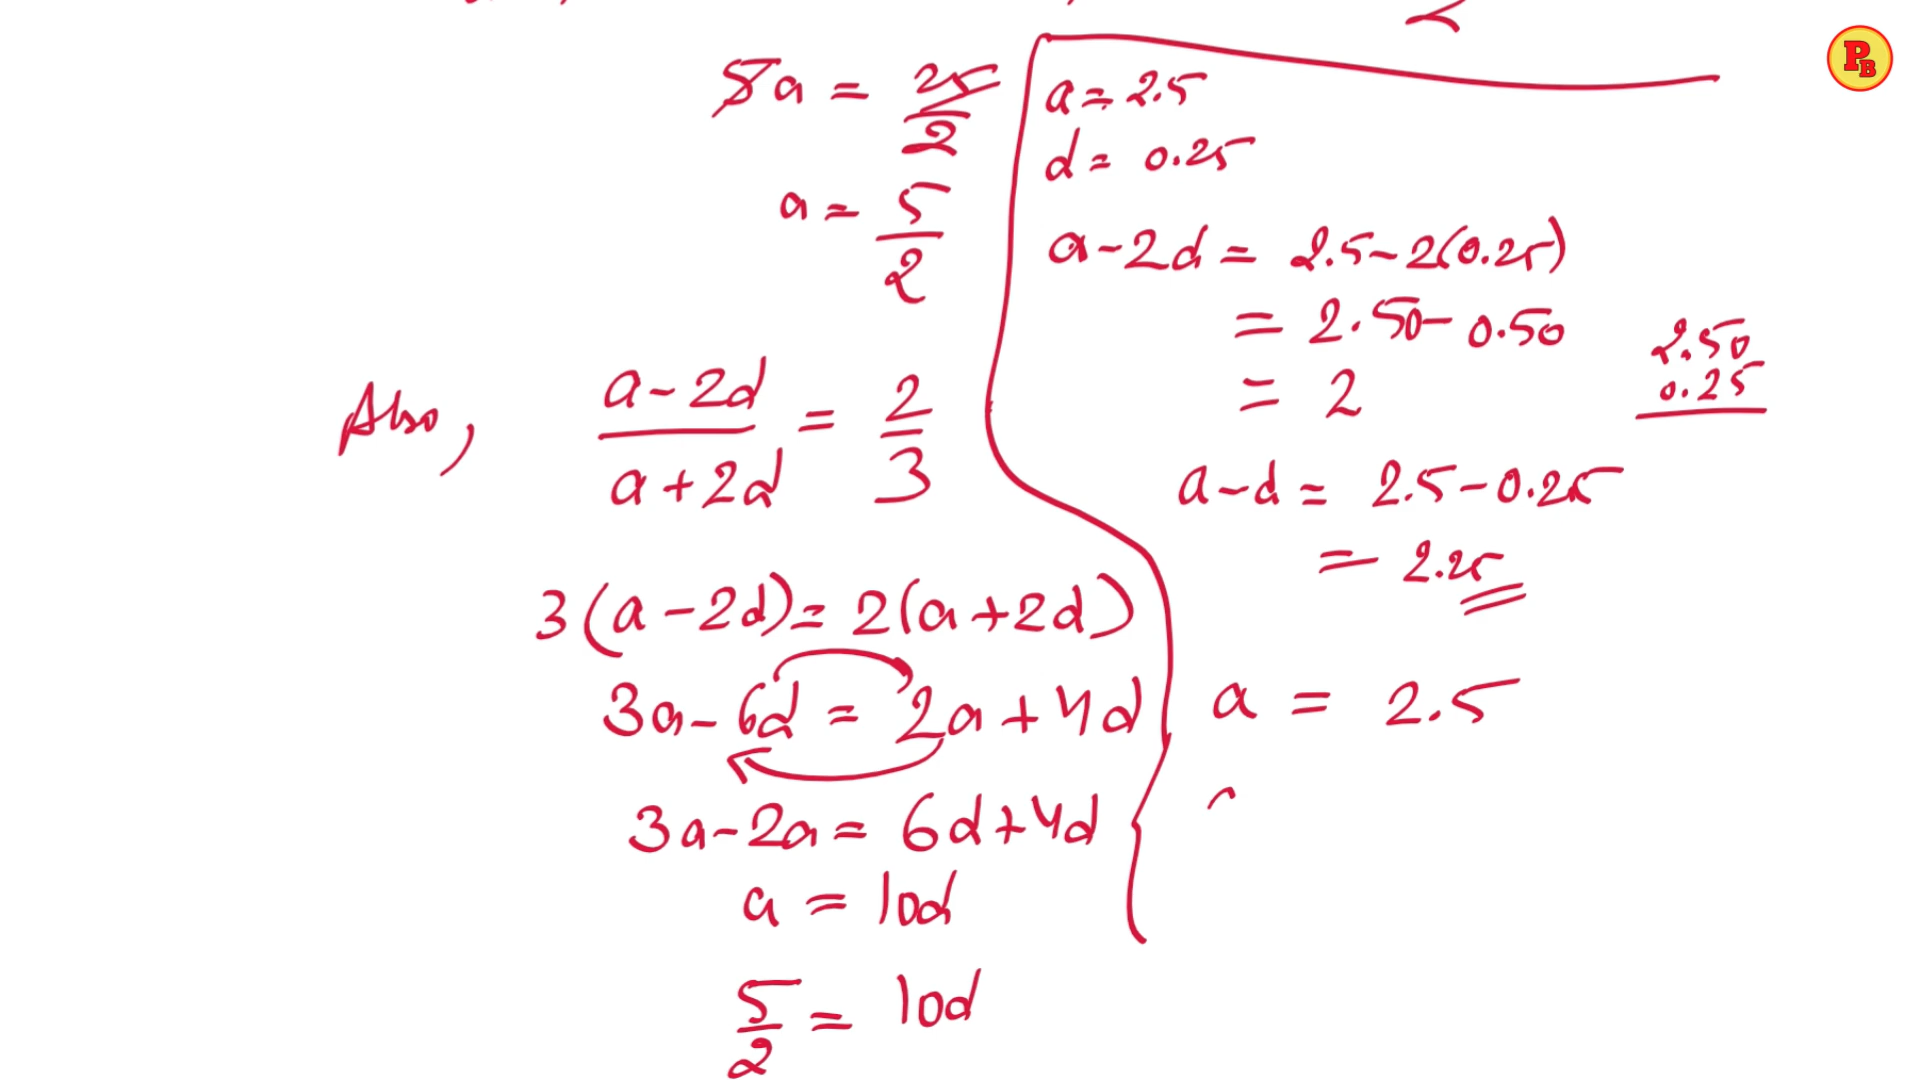 5a = 25/2
a = 5/2
Also, (a-2d)/(a+2d) = 2/3
3(a-2d) = 2(a+2d)
3a-6d = 2a+4d
3a-2a = 6d+4d
a = 10d
5/2 = 10d
a = 2.5
d = 0.25
a-2d = 2.5-2(0.25)
= 2.50-0.50
= 2
2.50
0.25
a-d = 2.5-0.25
= 2.25
a = 2.5
PB